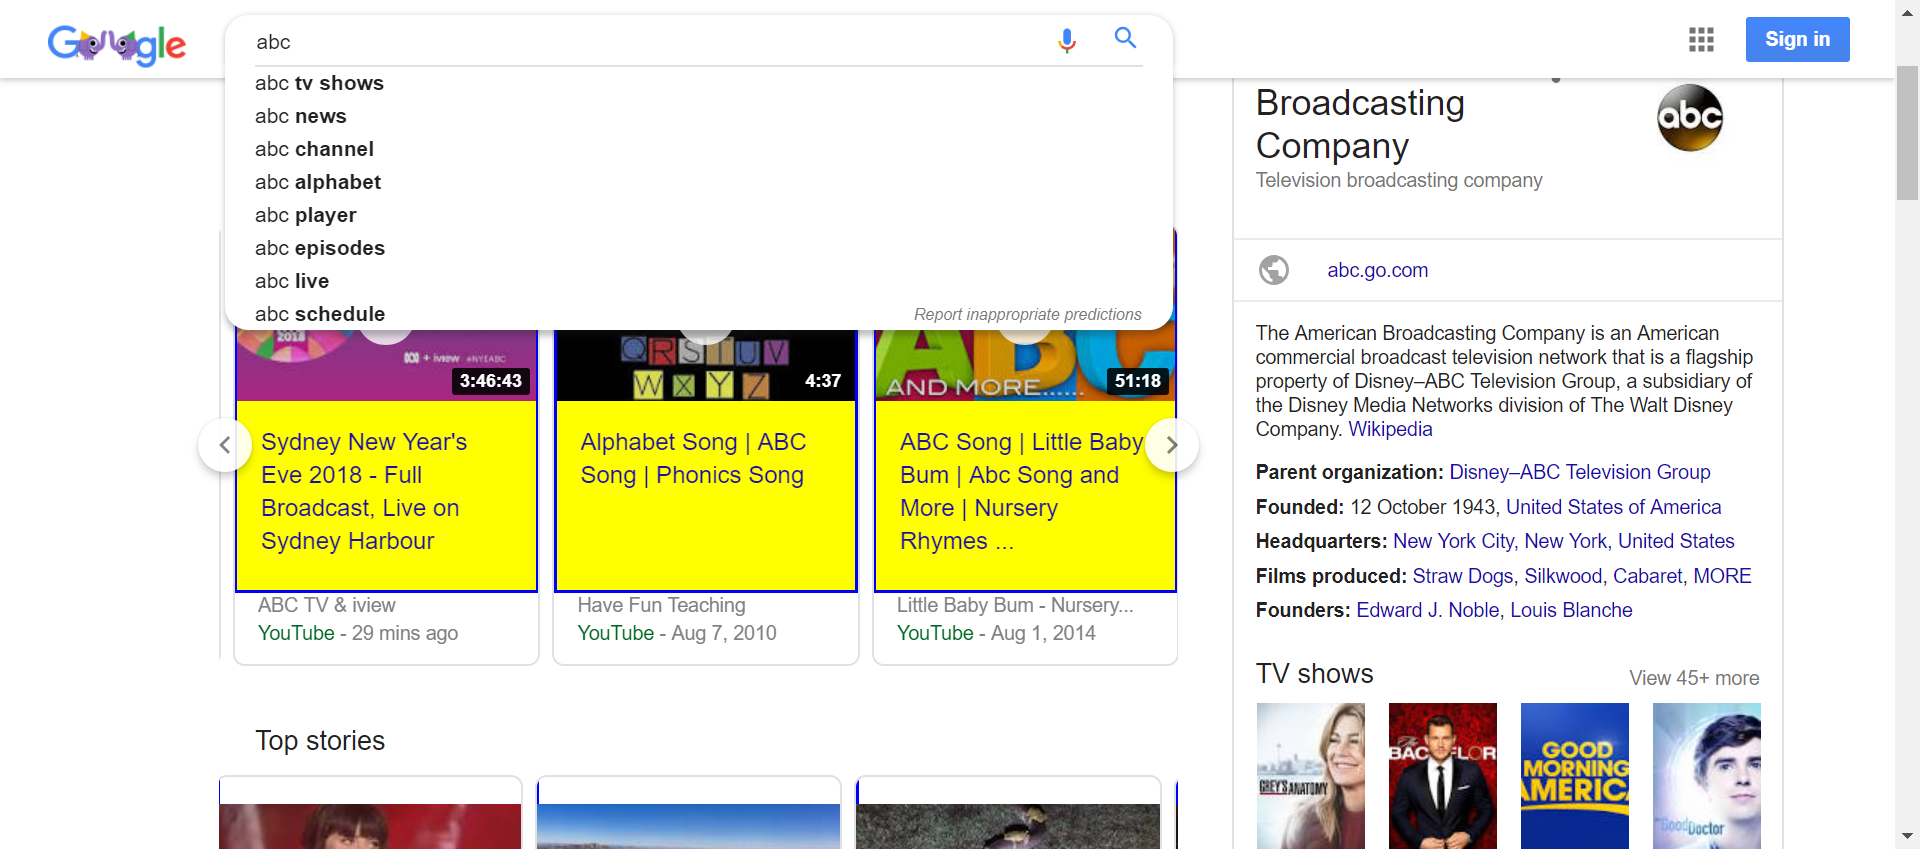 Google
abc
Sign in
abc tv shows
abc news
abc channel
abc alphabet
abc player
abc episodes
abc live
abc schedule
Report inappropriate predictions
2018
+ iview #NYEABC
3:46:43
QRSTUV
WXYZ
4:37
ABC
AND MORE......
51:18
Sydney New Year's
Eve 2018 - Full
Broadcast, Live on
Sydney Harbour
ABC TV & iview
YouTube - 29 mins ago
Alphabet Song | ABC
Song | Phonics Song
Have Fun Teaching
YouTube - Aug 7, 2010
ABC Song | Little Baby
Bum | Abc Song and
More | Nursery
Rhymes ...
Little Baby Bum - Nursery...
YouTube - Aug 1, 2014
Top stories
Broadcasting
Company
abc
Television broadcasting company
abc.go.com
The American Broadcasting Company is an American
commercial broadcast television network that is a flagship
property of Disney–ABC Television Group, a subsidiary of
the Disney Media Networks division of The Walt Disney
Company. Wikipedia
Parent organization: Disney–ABC Television Group
Founded: 12 October 1943, United States of America
Headquarters: New York City, New York, United States
Films produced: Straw Dogs, Silkwood, Cabaret, MORE
Founders: Edward J. Noble, Louis Blanche
TV shows
View 45+ more
GREY'S ANATOMY
The
BACHELOR
GOOD
MORNING
AMERICA
the Good Doctor